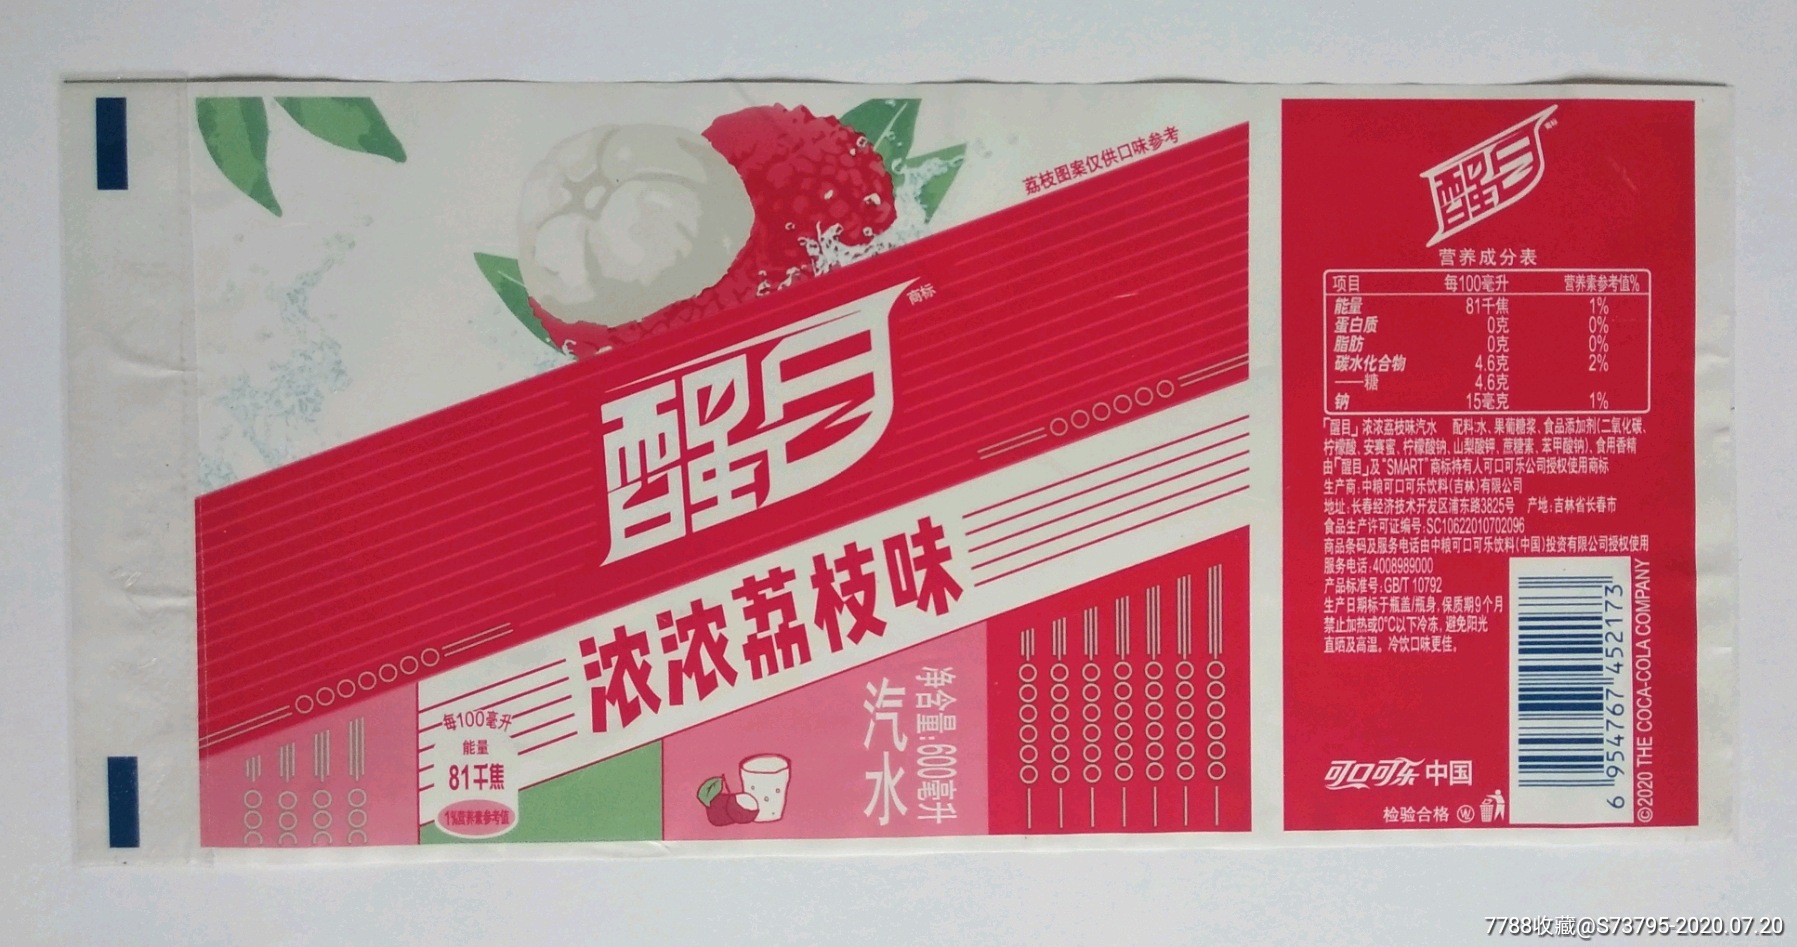 荔枝图案仅供口味参考
醒目
商标
浓浓荔枝味
汽水
净含量:600毫升
每100毫升
能量
81千焦
1%营养素参考值
醒目
商标
营养成分表
项目 每100毫升 营养素参考值%
能量 81千焦 1%
蛋白质 0克 0%
脂肪 0克 0%
碳水化合物 4.6克 2%
——糖 4.6克
钠 15毫克 1%
「醒目」浓浓荔枝味汽水 配料:水、果葡糖浆、食品添加剂(二氧化碳、
柠檬酸、安赛蜜、柠檬酸钠、山梨酸钾、蔗糖素、苯甲酸钠)、食用香精
由「醒目」及“SMART”商标持有人可口可乐公司授权使用商标
生产商:中粮可口可乐饮料(吉林)有限公司
地址:长春经济技术开发区浦东路3825号 产地:吉林省长春市
食品生产许可证编号:SC10622010702096
商品条码及服务电话由中粮可口可乐饮料(中国)投资有限公司授权使用
服务电话:4008989000
产品标准号:GB/T 10792
生产日期标于瓶盖/瓶身,保质期9个月
禁止加热或0°C以下冷冻,避免阳光
直晒及高温。冷饮口味更佳。
可口可乐中国
检验合格
6 954767 452173
©2020 THE COCA-COLA COMPANY
7788收藏@S73795-2020.07.20